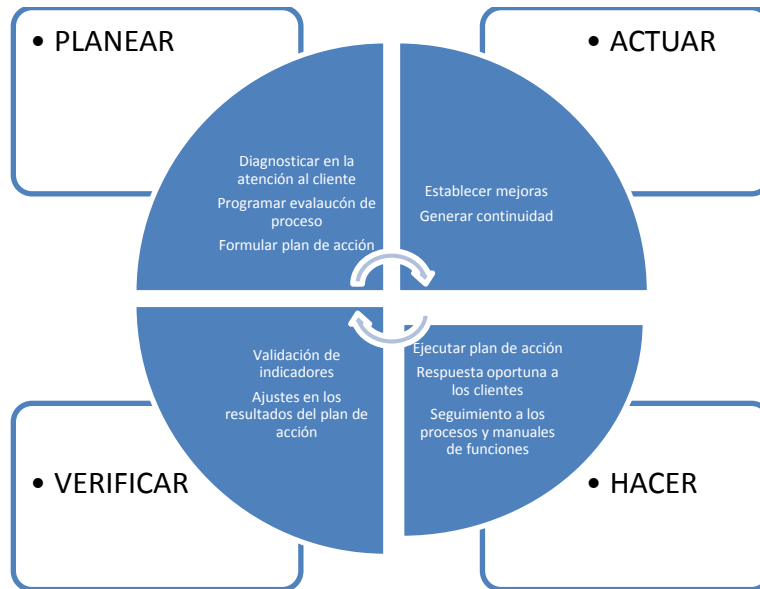 • PLANEAR
Diagnosticar en la
atención al cliente
Programar evalaucón de
proceso
Formular plan de acción
• ACTUAR
Establecer mejoras
Generar continuidad
Validación de
indicadores
Ajustes en los
resultados del plan de
acción
• VERIFICAR
Ejecutar plan de acción
Respuesta oportuna a
los clientes
Seguimiento a los
procesos y manuales
de funciones
• HACER